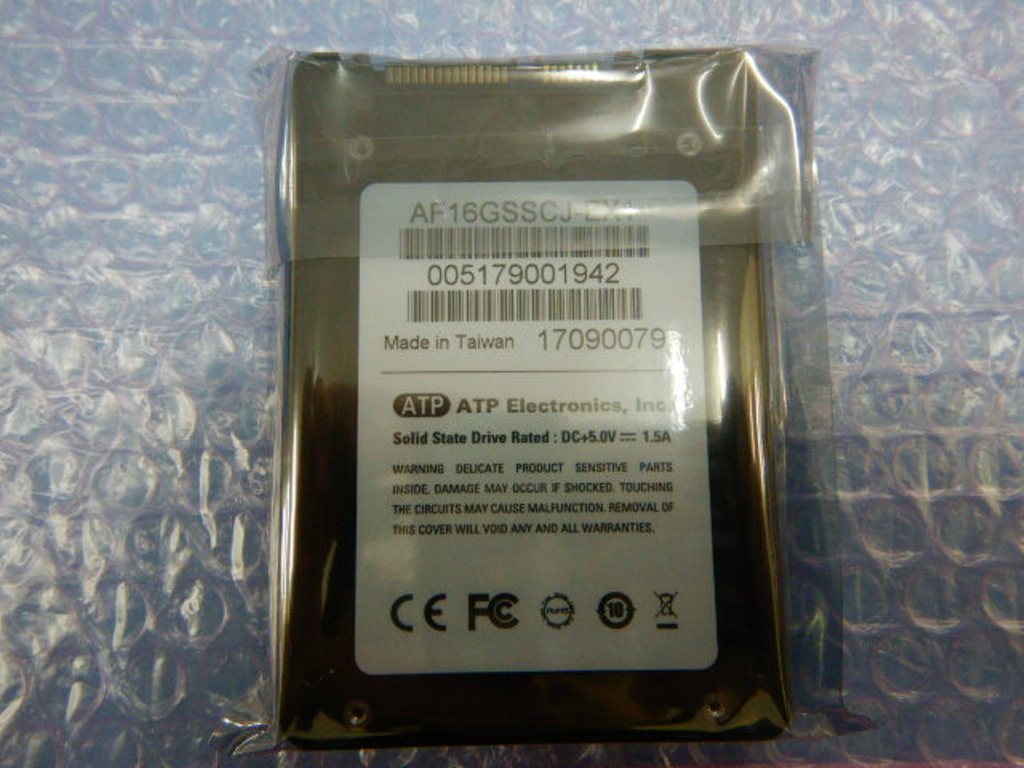 005179001942
Made in Taiwan 17090079
ATP ATP Electronics, Inc.
Solid State Drive Rated : DC+5.0V ⎓ 1.5A
WARNING DELICATE PRODUCT SENSITIVE PARTS
INSIDE. DAMAGE MAY OCCUR IF SHOCKED. TOUCHING
THE CIRCUITS MAY CAUSE MALFUNCTION. REMOVAL OF
THIS COVER WILL VOID ANY AND ALL WARRANTIES.
CE FC RoHS 10